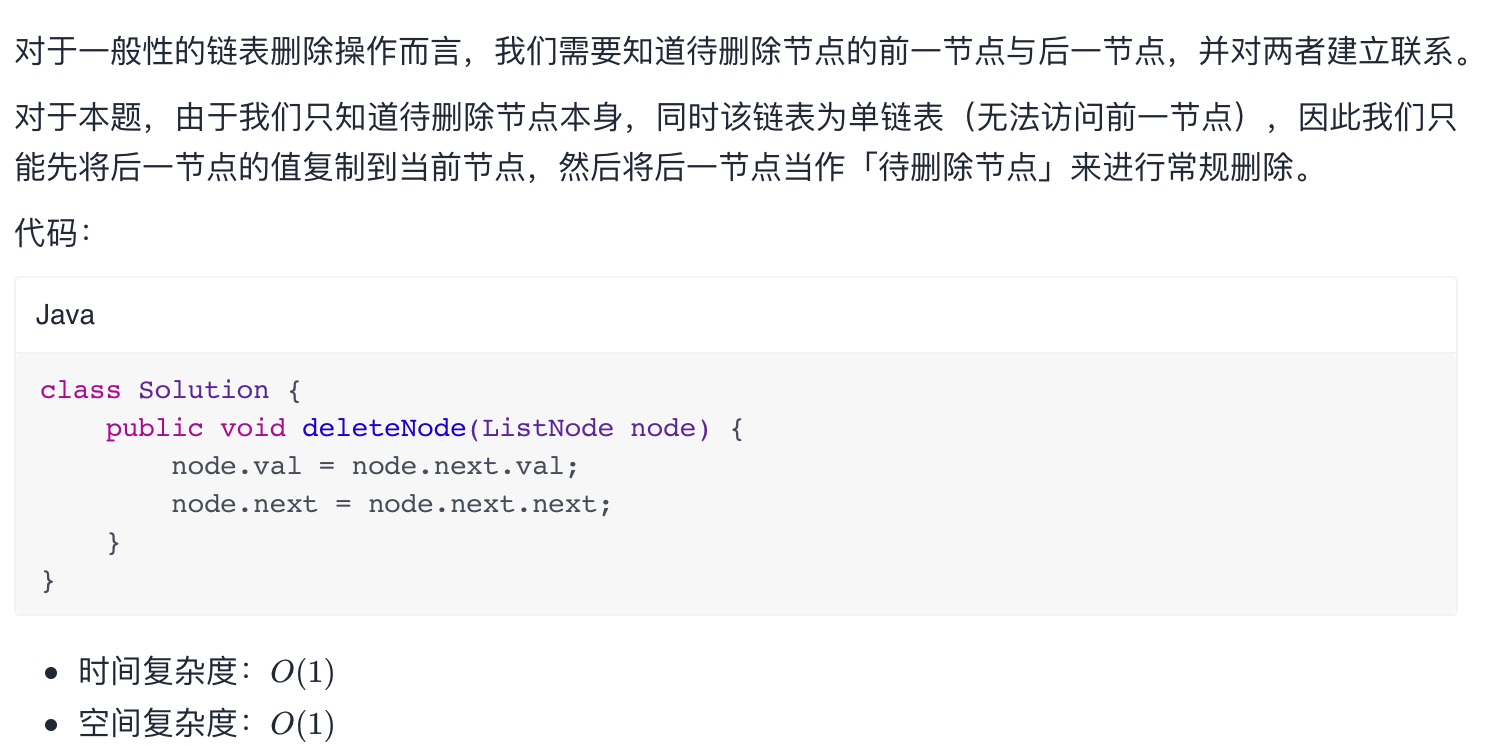 对于一般性的链表删除操作而言，我们需要知道待删除节点的前一节点与后一节点，并对两者建立联系。
对于本题，由于我们只知道待删除节点本身，同时该链表为单链表（无法访问前一节点），因此我们只
能先将后一节点的值复制到当前节点，然后将后一节点当作「待删除节点」来进行常规删除。
代码：
Java
class Solution {
    public void deleteNode(ListNode node) {
        node.val = node.next.val;
        node.next = node.next.next;
    }
}
• 时间复杂度：O(1)
• 空间复杂度：O(1)